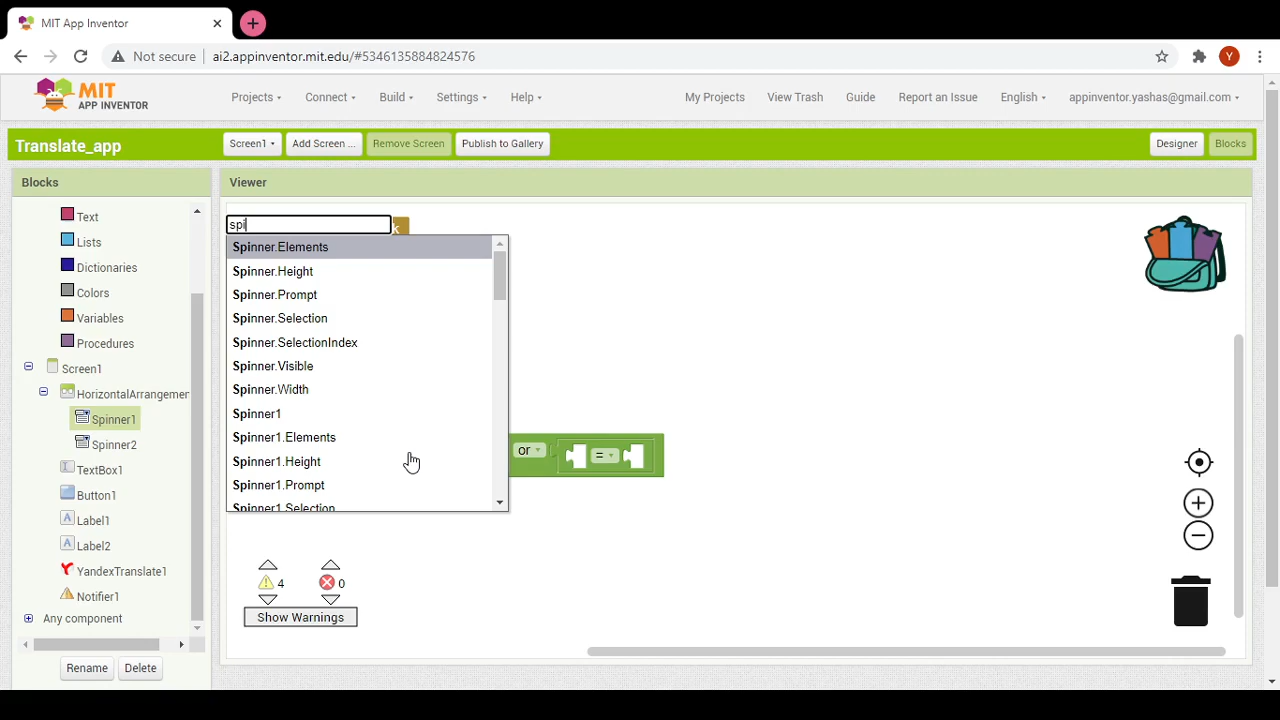 MIT App Inventor
Not secure
ai2.appinventor.mit.edu/#5346135884824576
Y
MIT
APP INVENTOR
Projects
Connect
Build
Settings
Help
My Projects
View Trash
Guide
Report an Issue
English
appinventor.yashas@gmail.com
Translate_app
Screen1
Add Screen ...
Remove Screen
Publish to Gallery
Designer
Blocks
Blocks
Viewer
Text
Lists
Dictionaries
Colors
Variables
Procedures
Screen1
HorizontalArrangemen
Spinner1
Spinner2
TextBox1
Button1
Label1
Label2
YandexTranslate1
Notifier1
Any component
Rename
Delete
spi
k
Spinner.Elements
Spinner.Height
Spinner.Prompt
Spinner.Selection
Spinner.SelectionIndex
Spinner.Visible
Spinner.Width
Spinner1
Spinner1.Elements
Spinner1.Height
Spinner1.Prompt
Spinner1.Selection
or
=
4
0
Show Warnings